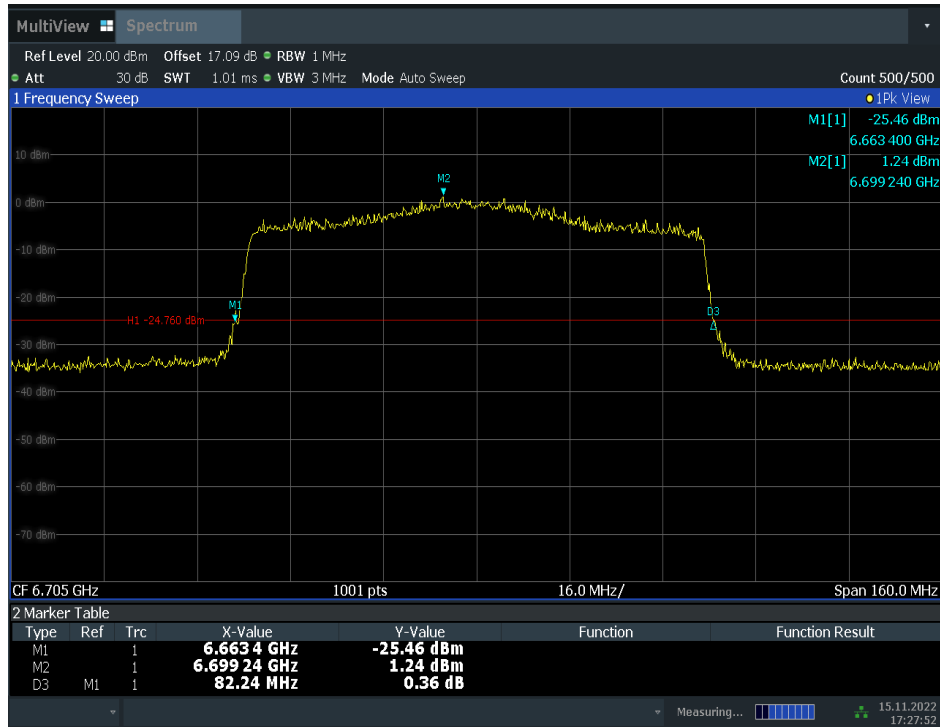 MultiView Spectrum
Ref Level 20.00 dBm Offset 17.09 dB RBW 1 MHz
Att 30 dB SWT 1.01 ms VBW 3 MHz Mode Auto Sweep Count 500/500
1 Frequency Sweep 1Pk View
M1[1] -25.46 dBm
6.663 400 GHz
M2[1] 1.24 dBm
6.699 240 GHz
10 dBm
M2
0 dBm
-10 dBm
-20 dBm
M1
D3
H1 -24.760 dBm
-30 dBm
-40 dBm
-50 dBm
-60 dBm
-70 dBm
CF 6.705 GHz 1001 pts 16.0 MHz/ Span 160.0 MHz
2 Marker Table
Type Ref Trc X-Value Y-Value Function Function Result
M1 1 6.663 4 GHz -25.46 dBm
M2 1 6.699 24 GHz 1.24 dBm
D3 M1 1 82.24 MHz 0.36 dB
Measuring... 15.11.2022
17:27:52